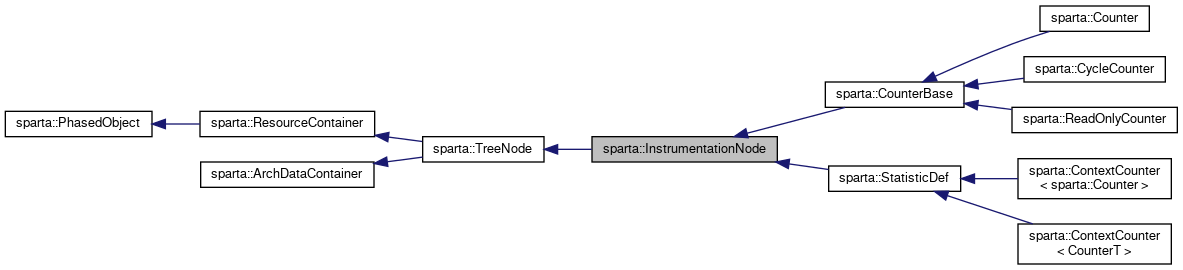 sparta::PhasedObject
sparta::ResourceContainer
sparta::ArchDataContainer
sparta::TreeNode
sparta::InstrumentationNode
sparta::CounterBase
sparta::Counter
sparta::CycleCounter
sparta::ReadOnlyCounter
sparta::StatisticDef
sparta::ContextCounter
< sparta::Counter >
sparta::ContextCounter
< CounterT >